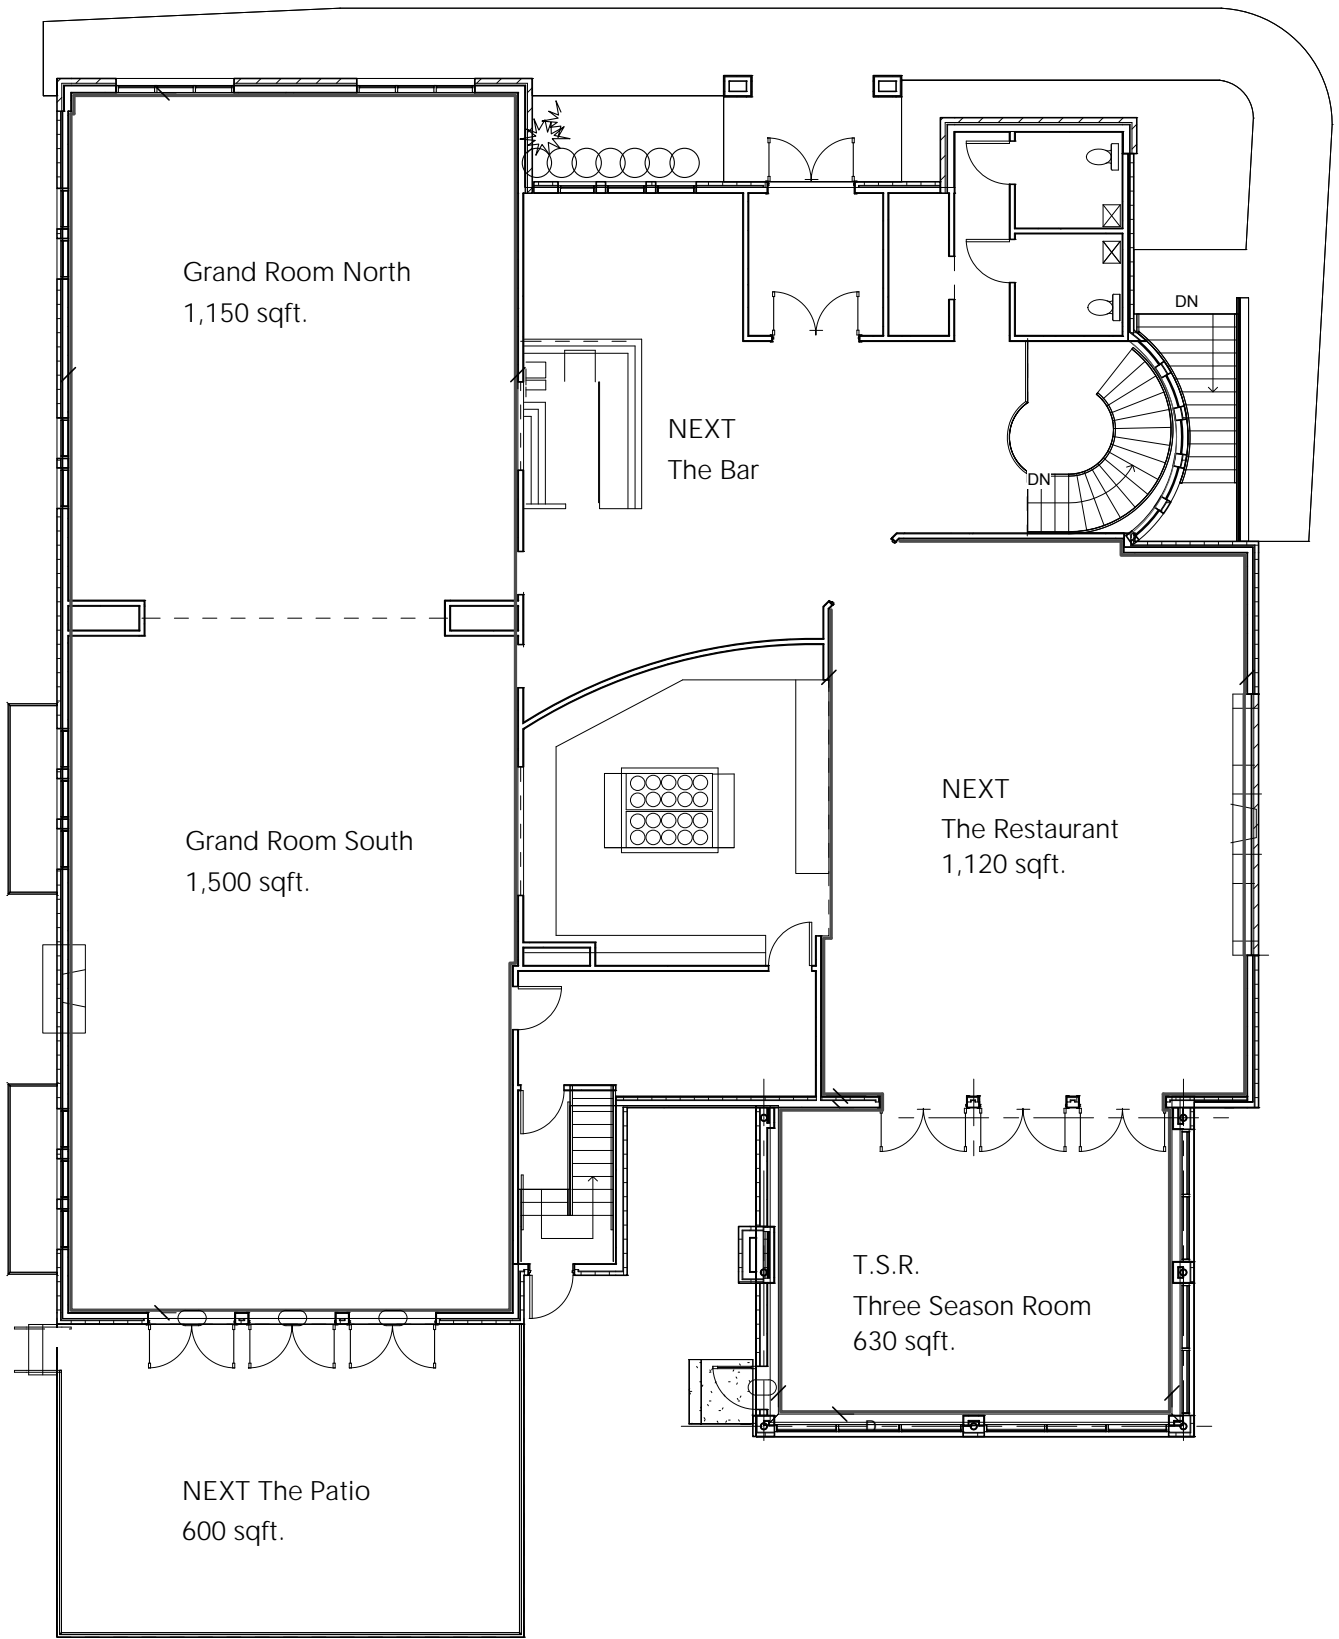 Grand Room North
1,150 sqft.
DN
NEXT
The Bar
DN
NEXT
The Restaurant
1,120 sqft.
Grand Room South
1,500 sqft.
T.S.R.
Three Season Room
630 sqft.
NEXT The Patio
600 sqft.